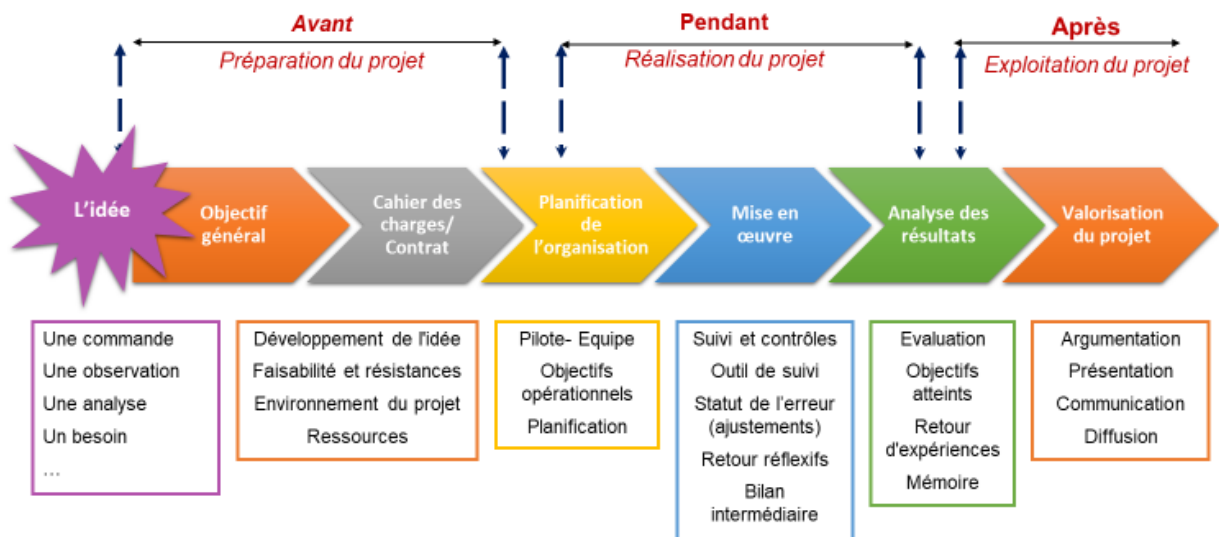 Avant
Préparation du projet
Pendant
Réalisation du projet
Après
Exploitation du projet
L'idée
Objectif
général
Cahier des
charges/
Contrat
Planification
de
l'organisation
Mise en
œuvre
Analyse des
résultats
Valorisation
du projet
Une commande
Une observation
Une analyse
Un besoin
...
Développement de l'idée
Faisabilité et résistances
Environnement du projet
Ressources
Pilote- Equipe
Objectifs
opérationnels
Planification
Suivi et contrôles
Outil de suivi
Statut de l'erreur
(ajustements)
Retour réflexifs
Bilan
intermédiaire
Evaluation
Objectifs
atteints
Retour
d'expériences
Mémoire
Argumentation
Présentation
Communication
Diffusion